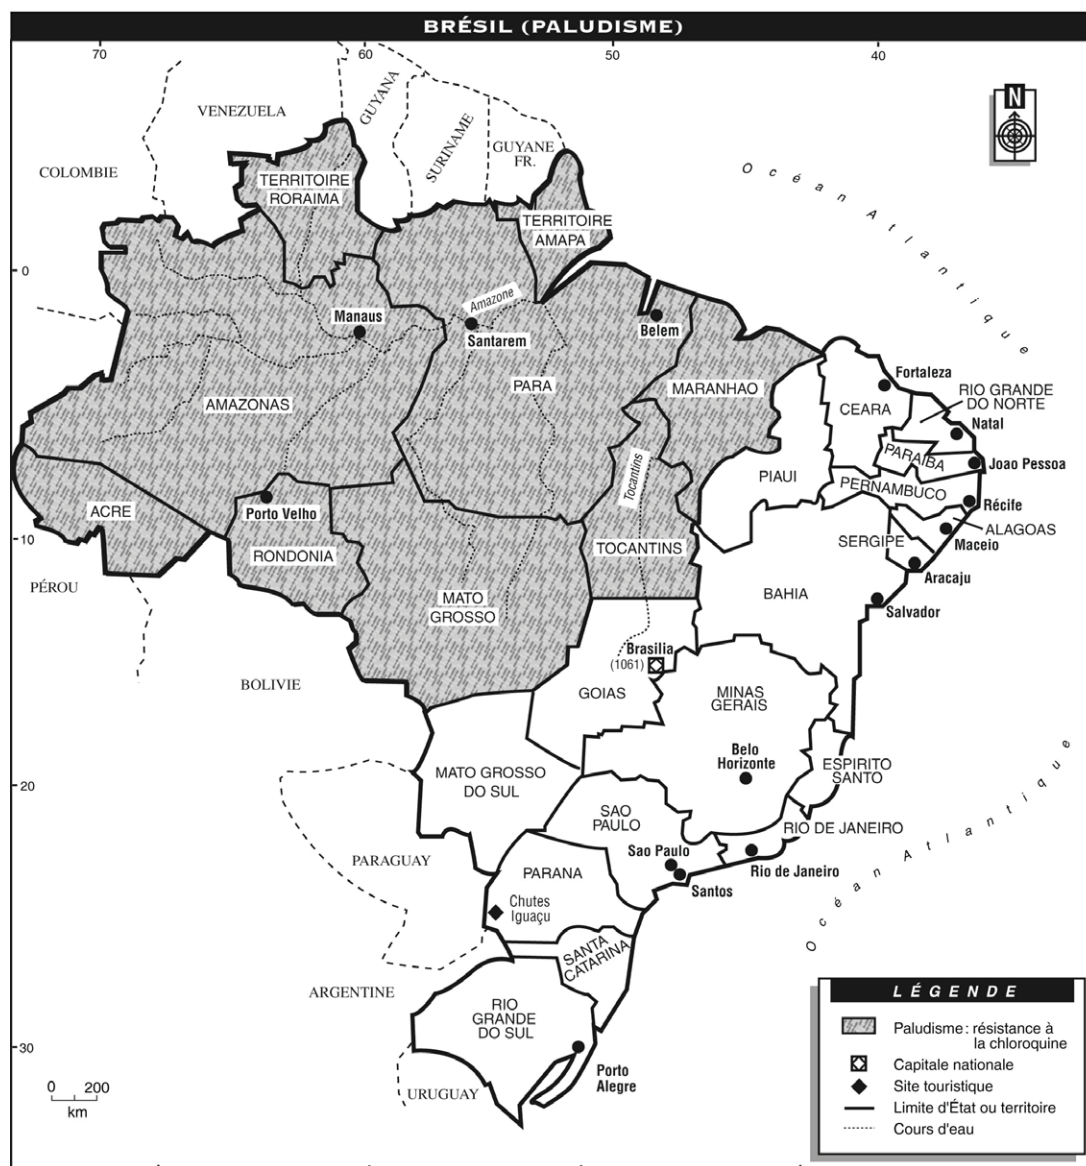 BRÉSIL (PALUDISME)
70
60
50
40
N
VENEZUELA
GUYANA
SURINAME
GUYANE
FR.
COLOMBIE
Océan Atlantique
TERRITOIRE
RORAIMA
TERRITOIRE
AMAPA
0
Amazone
Manaus
Santarem
Belem
AMAZONAS
PARA
MARANHAO
Fortaleza
CEARA
RIO GRANDE
DO NORTE
Natal
PARAIBA
Joao Pessoa
PIAUI
PERNAMBUCO
Récife
Tocantins
ACRE
Porto Velho
ALAGOAS
Maceio
10
RONDONIA
TOCANTINS
SERGIPE
Aracaju
PÉROU
MATO
GROSSO
BAHIA
Salvador
Brasilia
(1061)
BOLIVIE
GOIAS
MINAS
GERAIS
Belo
Horizonte
ESPIRITO
SANTO
Océan Atlantique
20
MATO GROSSO
DO SUL
SAO
PAULO
RIO DE JANEIRO
PARAGUAY
Sao Paulo
Rio de Janeiro
PARANA
Santos
Chutes
Iguaçu
SANTA
CATARINA
ARGENTINE
RIO
GRANDE
DO SUL
30
Porto
Alegre
URUGUAY
0 200
km
LÉGENDE
Paludisme : résistance à
la chloroquine
Capitale nationale
Site touristique
Limite d'État ou territoire
Cours d'eau